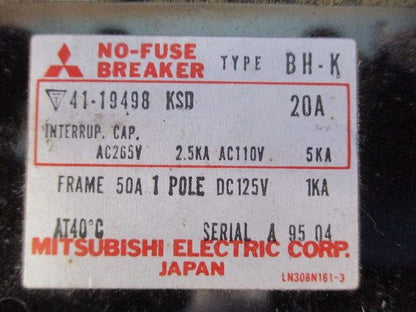 NO-FUSE
BREAKER TYPE BH-K
41-19498 KSD 20A
INTERRUP. CAP.
AC265V 2.5KA AC110V 5KA
FRAME 50A 1 POLE DC125V 1KA
AT40°C SERIAL A 95 04
MITSUBISHI ELECTRIC CORP.
JAPAN
LN308N161-3